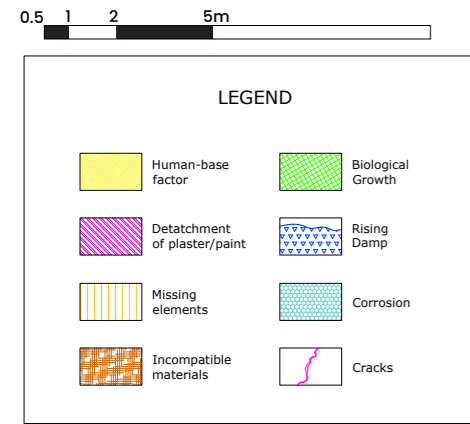 0.5 1 2 5m
LEGEND
Human-base
factor
Biological
Growth
Detatchment
of plaster/paint
Rising
Damp
Missing
elements
Corrosion
Incompatible
materials
Cracks